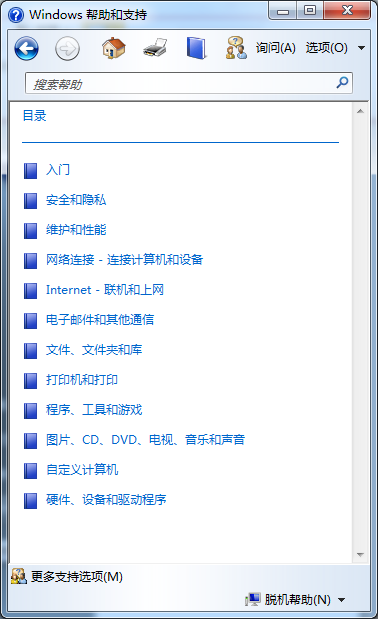 Windows 帮助和支持
询问(A) 选项(O)
搜索帮助
目录
入门
安全和隐私
维护和性能
网络连接 - 连接计算机和设备
Internet - 联机和上网
电子邮件和其他通信
文件、文件夹和库
打印机和打印
程序、工具和游戏
图片、CD、DVD、电视、音乐和声音
自定义计算机
硬件、设备和驱动程序
更多支持选项(M)
脱机帮助(N)